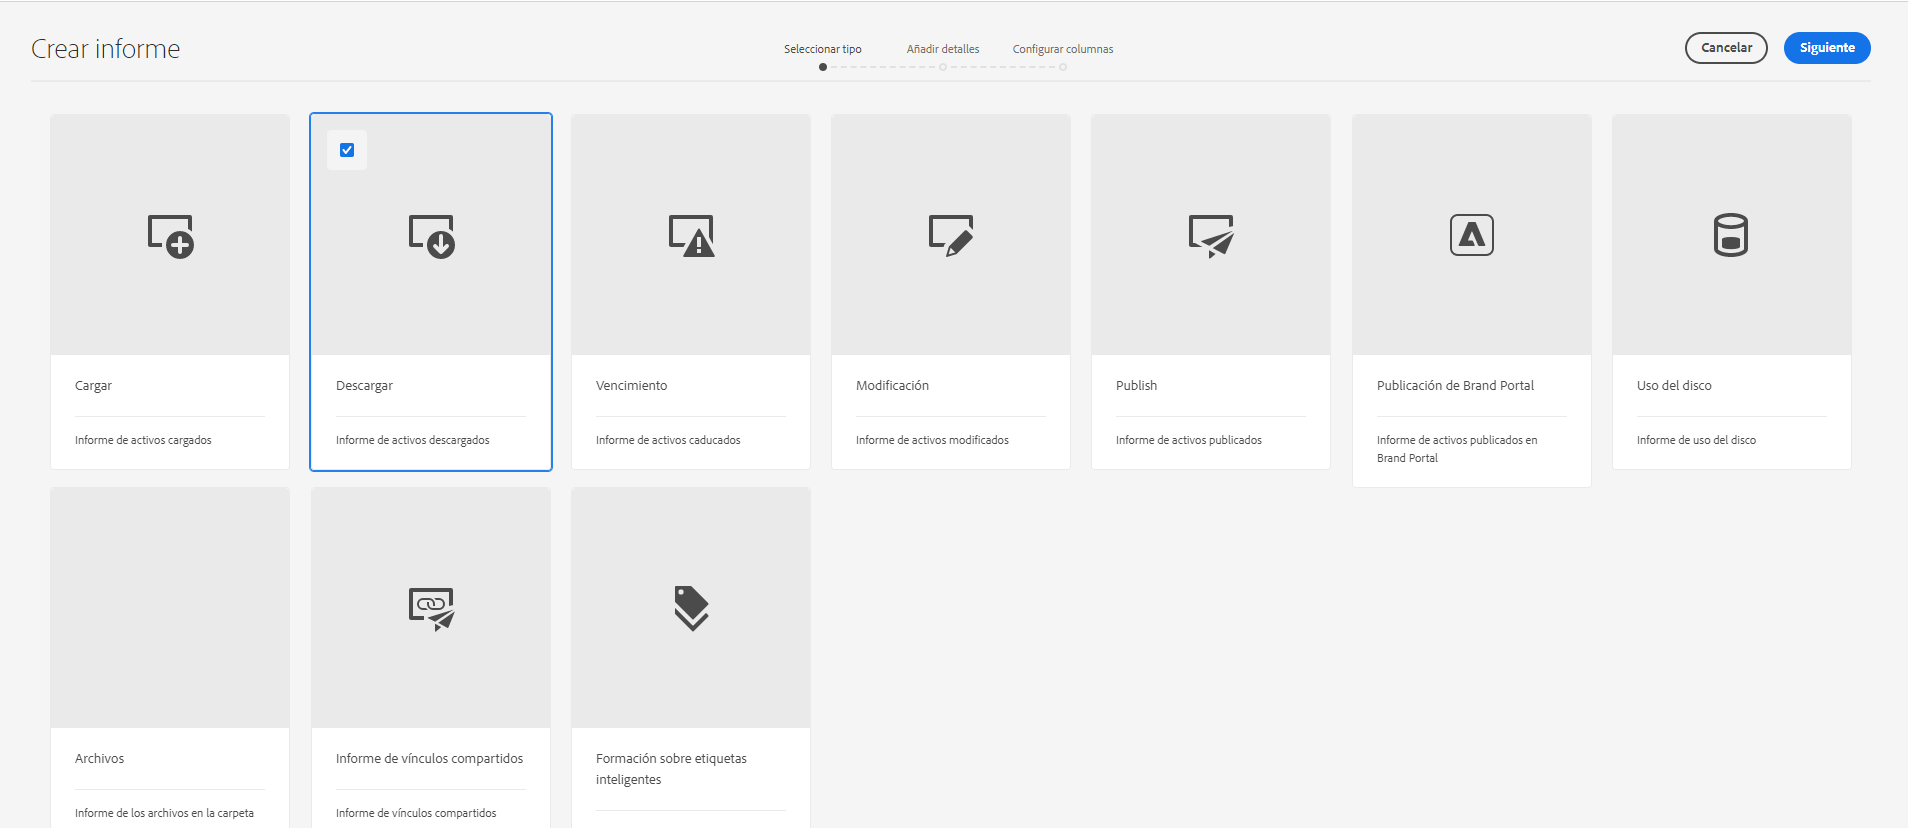 Crear informe
Seleccionar tipo
Añadir detalles
Configurar columnas
Cancelar
Siguiente
Cargar
Informe de activos cargados
Descargar
Informe de activos descargados
Vencimiento
Informe de activos caducados
Modificación
Informe de activos modificados
Publish
Informe de activos publicados
Publicación de Brand Portal
Informe de activos publicados en
Brand Portal
Uso del disco
Informe de uso del disco
Archivos
Informe de los archivos en la carpeta
Informe de vínculos compartidos
Informe de vínculos compartidos
Formación sobre etiquetas
inteligentes